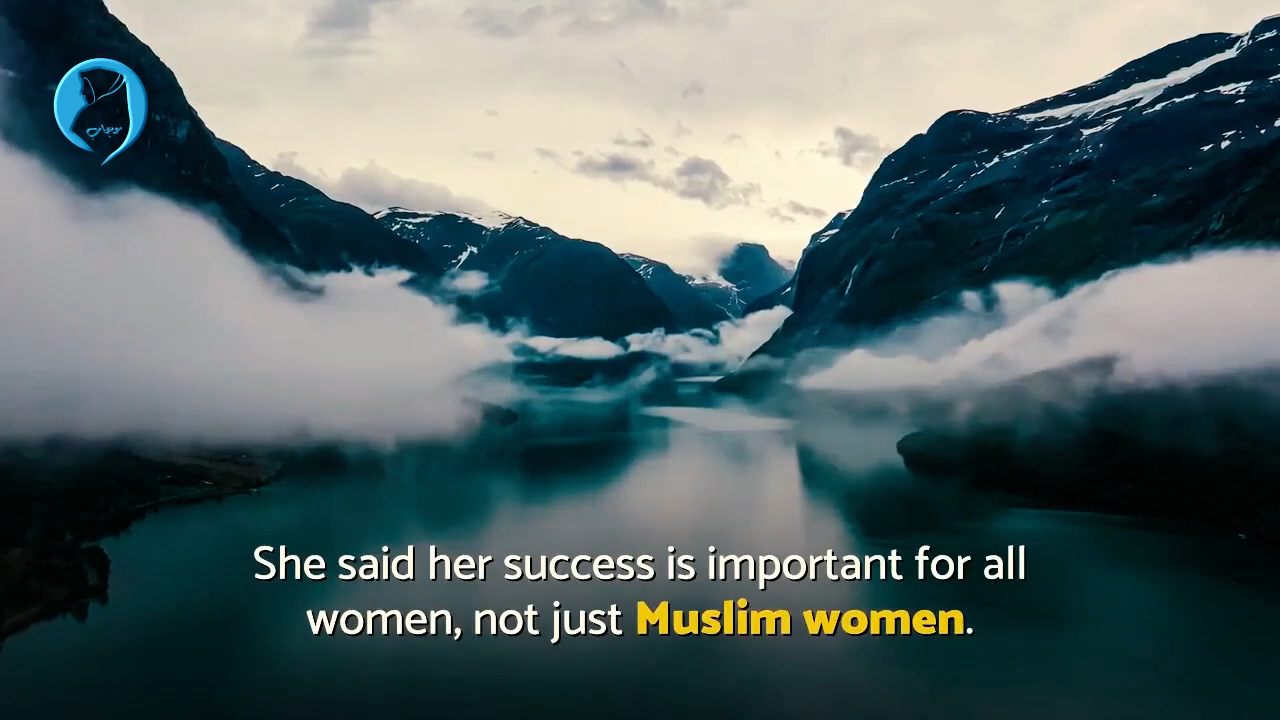 She said her success is important for all
women, not just Muslim women.